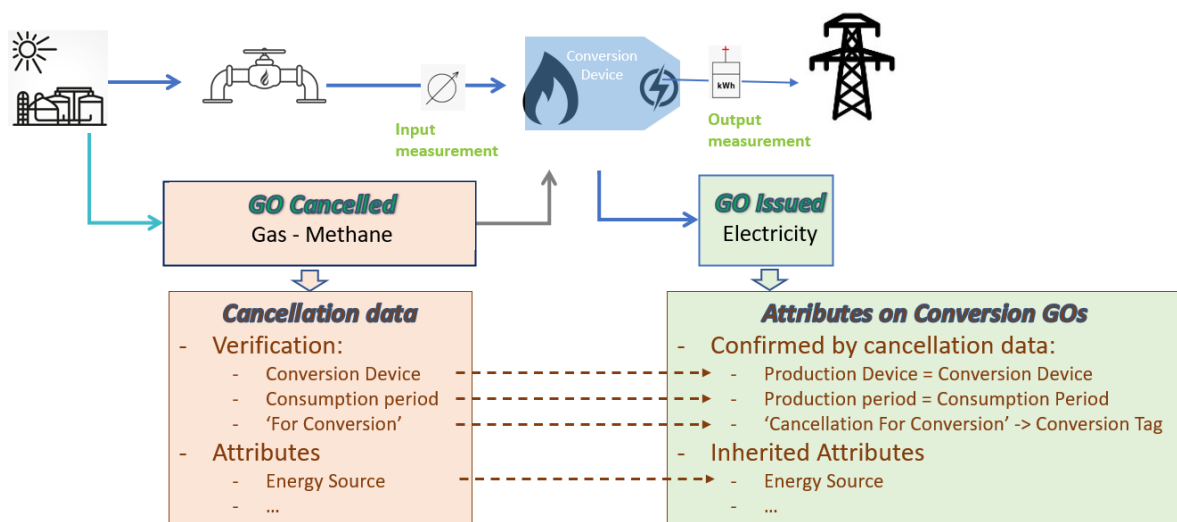 Conversion
Device
kWh
Input
measurement
Output
measurement
GO Cancelled
Gas - Methane
GO Issued
Electricity
Cancellation data
- Verification:
- Conversion Device
- Consumption period
- ‘For Conversion’
- Attributes
- Energy Source
- ...
Attributes on Conversion GOs
- Confirmed by cancellation data:
- Production Device = Conversion Device
- Production period = Consumption Period
- ‘Cancellation For Conversion’ -> Conversion Tag
- Inherited Attributes
- Energy Source
- ...